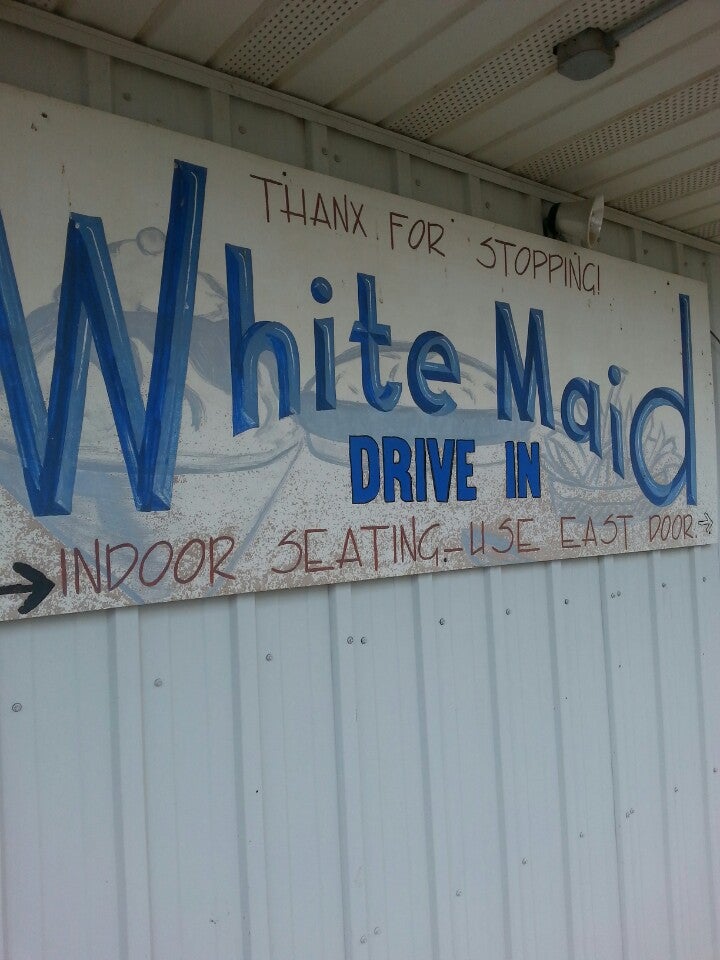 THANX FOR STOPPING!
White Maid
DRIVE IN
INDOOR SEATING-USE EAST DOOR